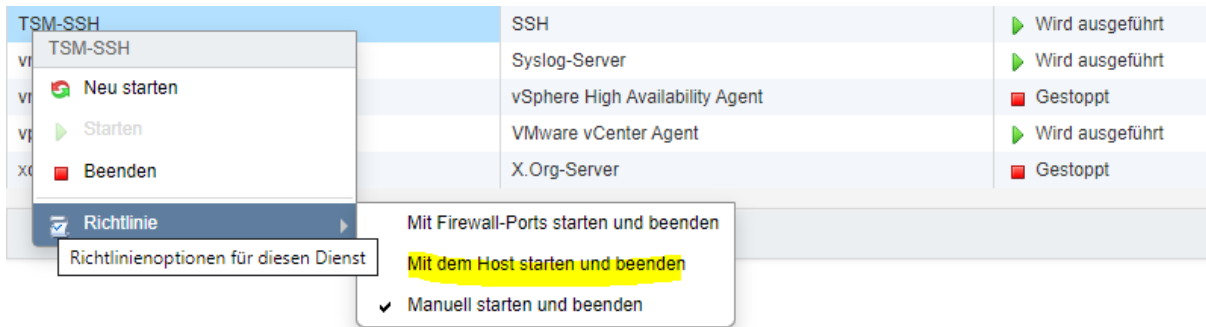 TSM-SSH SSH Wird ausgeführt
TSM-SSH
Syslog-Server Wird ausgeführt
Neu starten
vSphere High Availability Agent Gestoppt
Starten
VMware vCenter Agent Wird ausgeführt
Beenden
X.Org-Server Gestoppt
Richtlinie
Mit Firewall-Ports starten und beenden
Richtlinienoptionen für diesen Dienst
Mit dem Host starten und beenden
Manuell starten und beenden